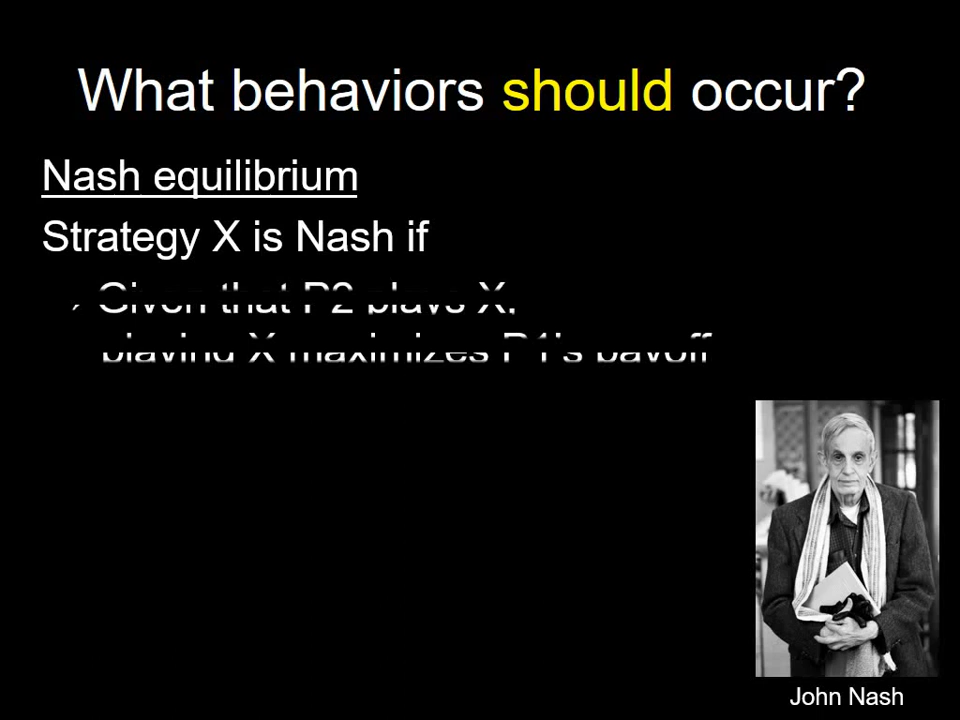 What behaviors should occur?
Nash equilibrium
Strategy X is Nash if
Given that P2 plays X,
playing X maximizes P1's payoff
John Nash